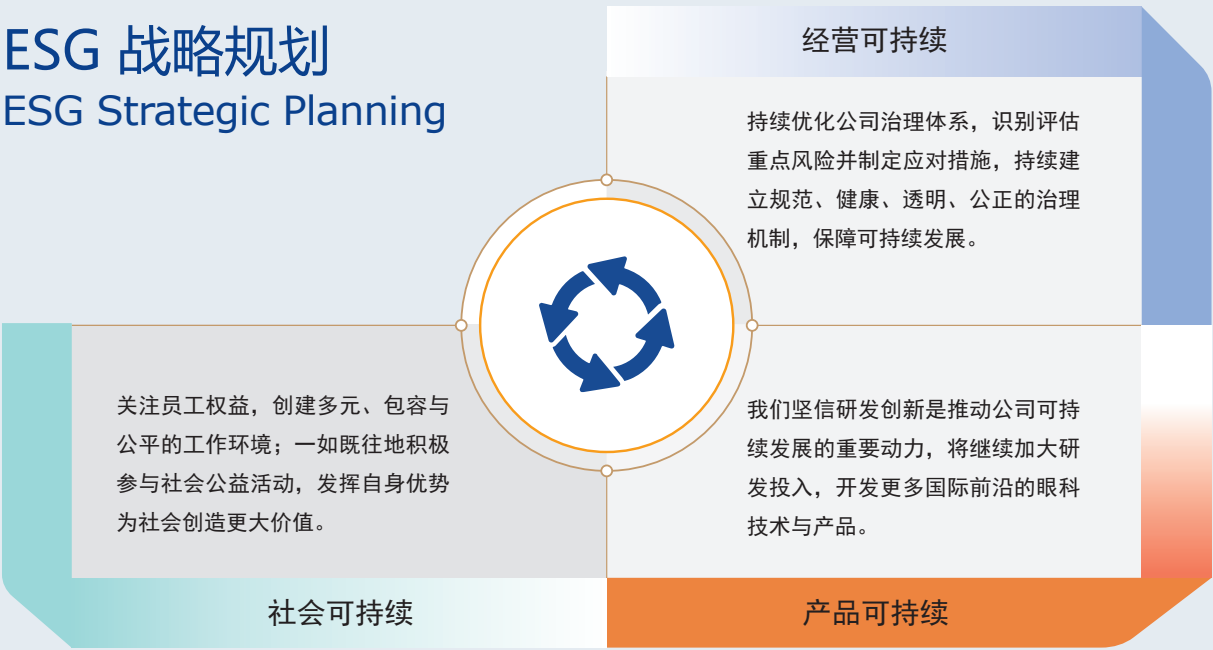 ESG 战略规划
ESG Strategic Planning
经营可持续
持续优化公司治理体系，识别评估
重点风险并制定应对措施，持续建
立规范、健康、透明、公正的治理
机制，保障可持续发展。
关注员工权益，创建多元、包容与
公平的工作环境；一如既往地积极
参与社会公益活动，发挥自身优势
为社会创造更大价值。
社会可持续
我们坚信研发创新是推动公司可持
续发展的重要动力，将继续加大研
发投入，开发更多国际前沿的眼科
技术与产品。
产品可持续